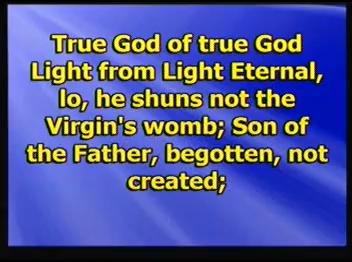 True God of true God
Light from Light Eternal,
lo, he shuns not the
Virgin's womb; Son of
the Father, begotten, not
created;